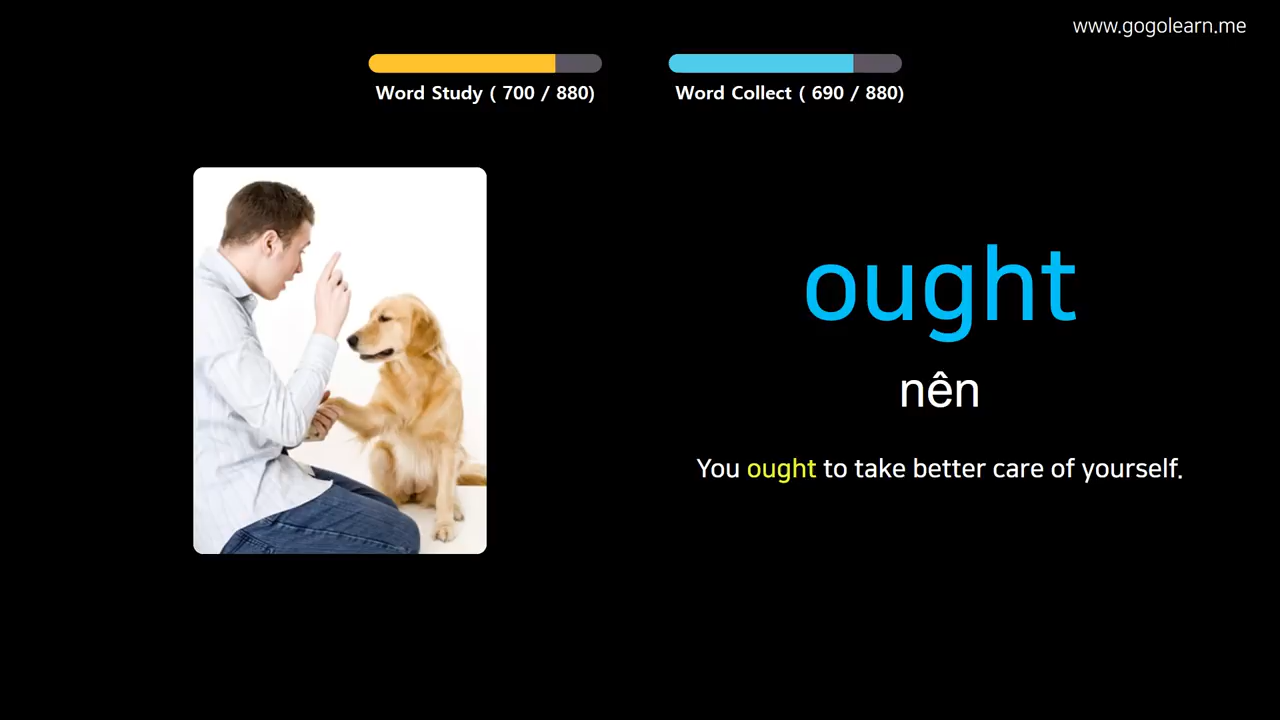 www.gogolearn.me
Word Study ( 700 / 880)
Word Collect ( 690 / 880)
ought
nên
You ought to take better care of yourself.